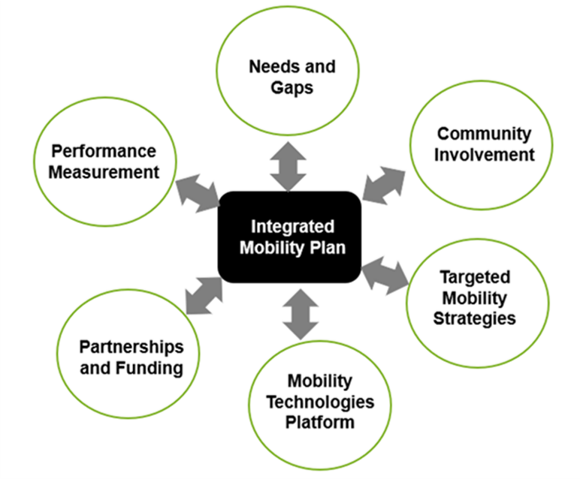 Needs and
Gaps
Community
Involvement
Performance
Measurement
Integrated
Mobility Plan
Targeted
Mobility
Strategies
Partnerships
and Funding
Mobility
Technologies
Platform